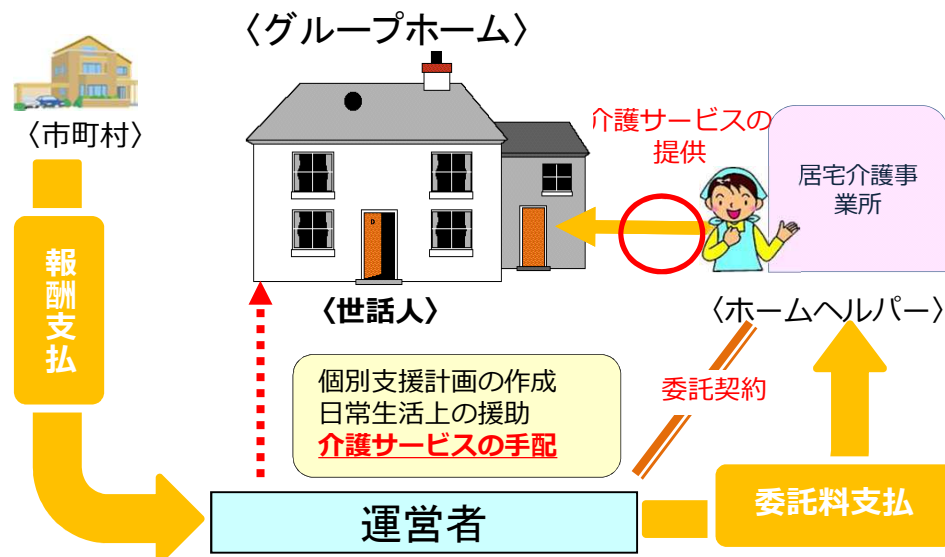 〈グループホーム〉
〈市町村〉
介護サービスの
提供
居宅介護事
業所
報酬支払
〈世話人〉
〈ホームヘルパー〉
個別支援計画の作成
日常生活上の援助
介護サービスの手配
委託契約
運営者
委託料支払